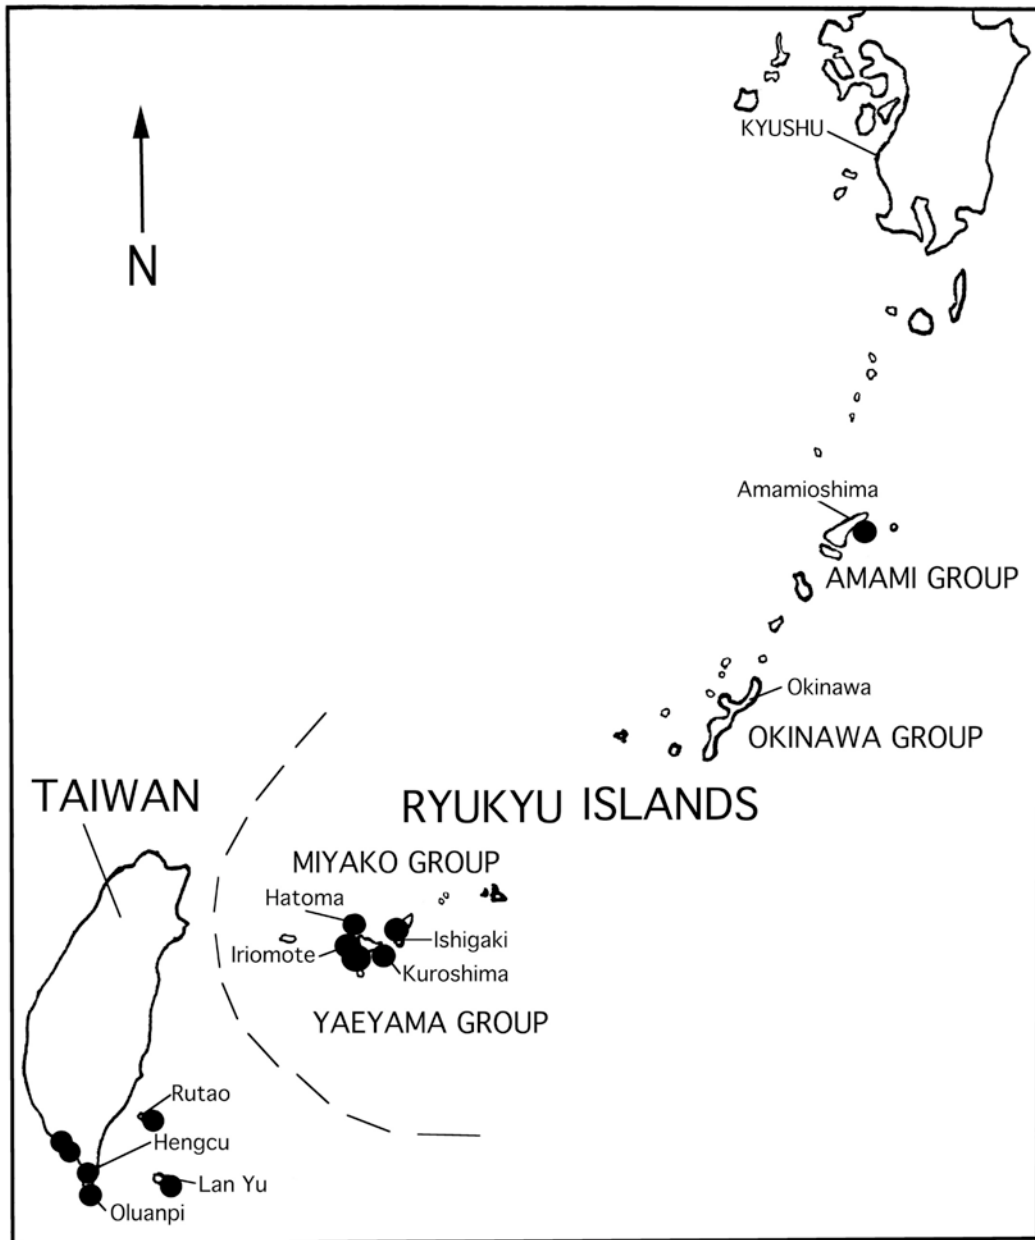 KYUSHU
N
Amamioshima
AMAMI GROUP
Okinawa
OKINAWA GROUP
TAIWAN
RYUKYU ISLANDS
MIYAKO GROUP
Hatoma
Ishigaki
Iriomote
Kuroshima
YAEYAMA GROUP
Rutao
Hengcu
Lan Yu
Oluanpi